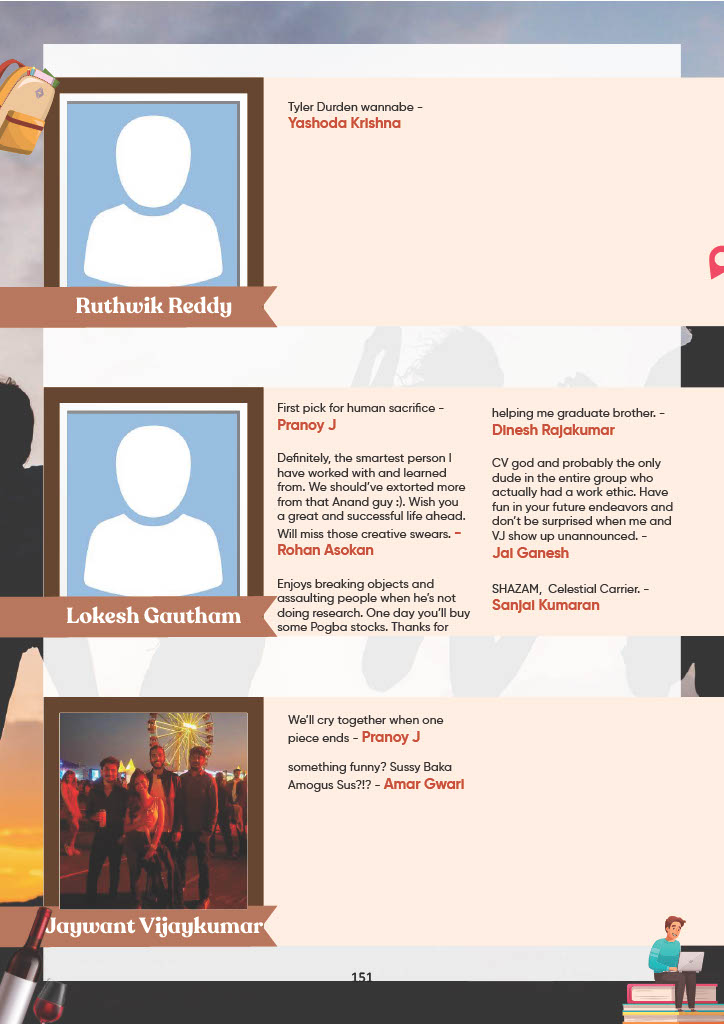 Tyler Durden wannabe -
Yashoda Krishna
Ruthwik Reddy
First pick for human sacrifice -
Pranoy J
Definitely, the smartest person I
have worked with and learned
from. We should've extorted more
from that Anand guy :). Wish you
a great and successful life ahead.
Will miss those creative swears. -
Rohan Asokan
Enjoys breaking objects and
assaulting people when he's not
doing research. One day you'll buy
some Pogba stocks. Thanks for
helping me graduate brother. -
Dinesh Rajakumar
CV god and probably the only
dude in the entire group who
actually had a work ethic. Have
fun in your future endeavors and
don't be surprised when me and
VJ show up unannounced. -
Jai Ganesh
SHAZAM, Celestial Carrier. -
Sanjai Kumaran
Lokesh Gautham
We'll cry together when one
piece ends - Pranoy J
something funny? Sussy Baka
Amogus Sus?!? - Amar Gwari
Jaywant Vijaykumar
151